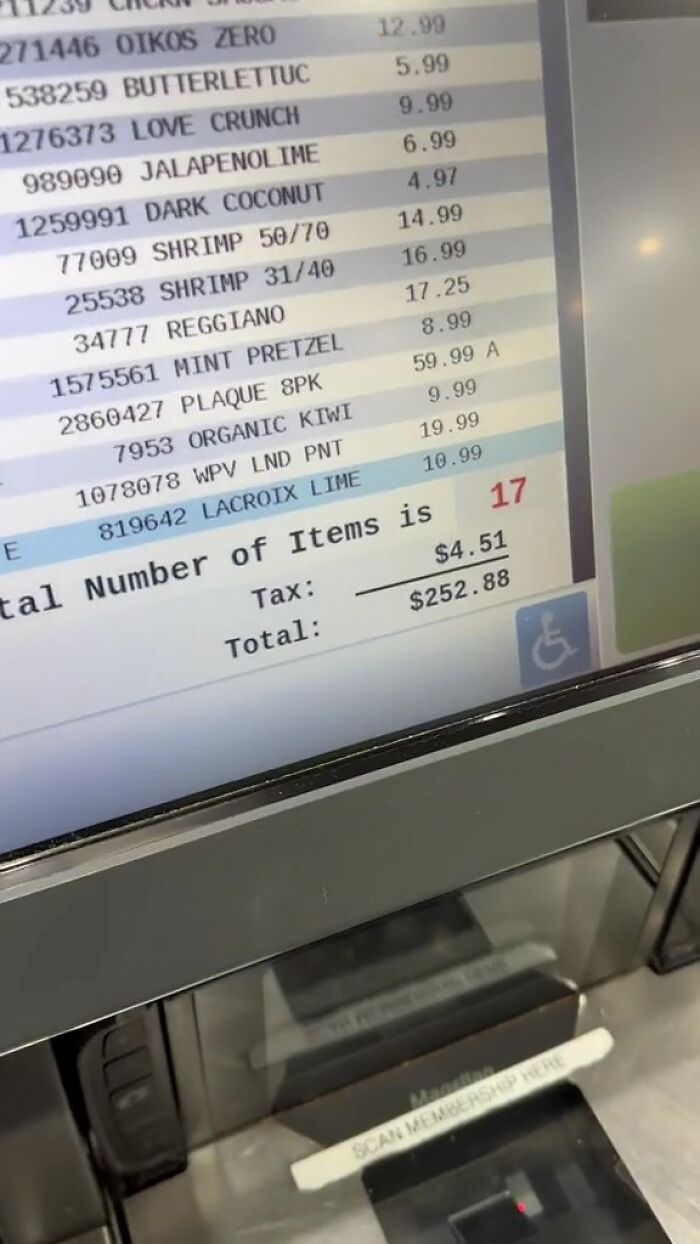 11239 CHCKN
271446 OIKOS ZERO 12.99
538259 BUTTERLETTUC 5.99
1276373 LOVE CRUNCH 9.99
989090 JALAPENOLIME 6.99
1259991 DARK COCONUT 4.97
77009 SHRIMP 50/70 14.99
25538 SHRIMP 31/40 16.99
34777 REGGIANO 17.25
1575561 MINT PRETZEL 8.99
2860427 PLAQUE 8PK 59.99 A
7953 ORGANIC KIWI 9.99
1078078 WPV LND PNT 19.99
E 819642 LACROIX LIME 10.99
tal Number of Items is 17
Tax: $4.51
Total: $252.88
Magellan
SCAN MEMBERSHIP HERE